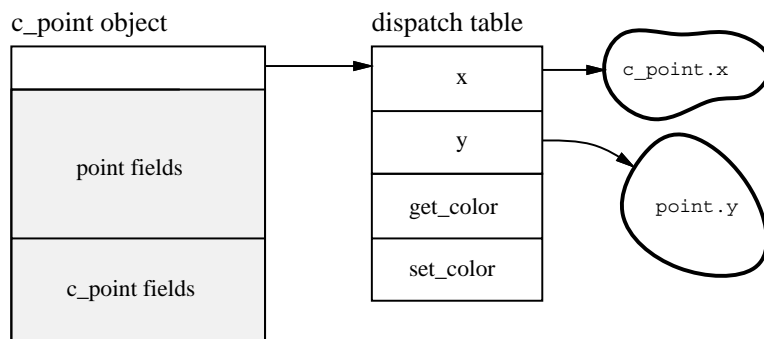 c_point object
dispatch table
x
c_point.x
y
point fields
get_color
point.y
set_color
c_point fields